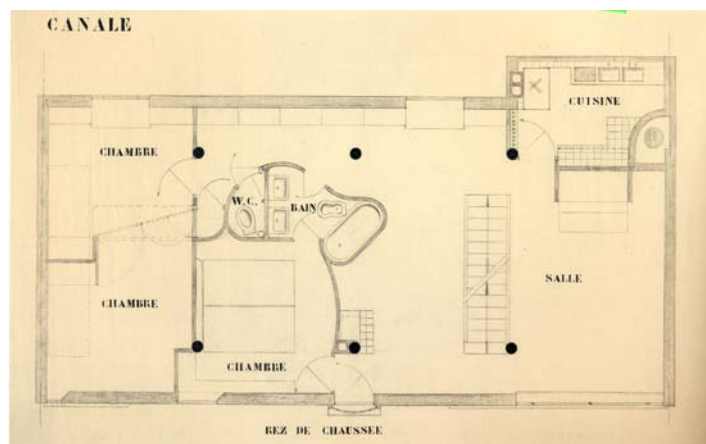 CANALE
CUISINE
CHAMBRE
W.C.
BAIN
SALLE
CHAMBRE
CHAMBRE
REZ DE CHAUSSEE